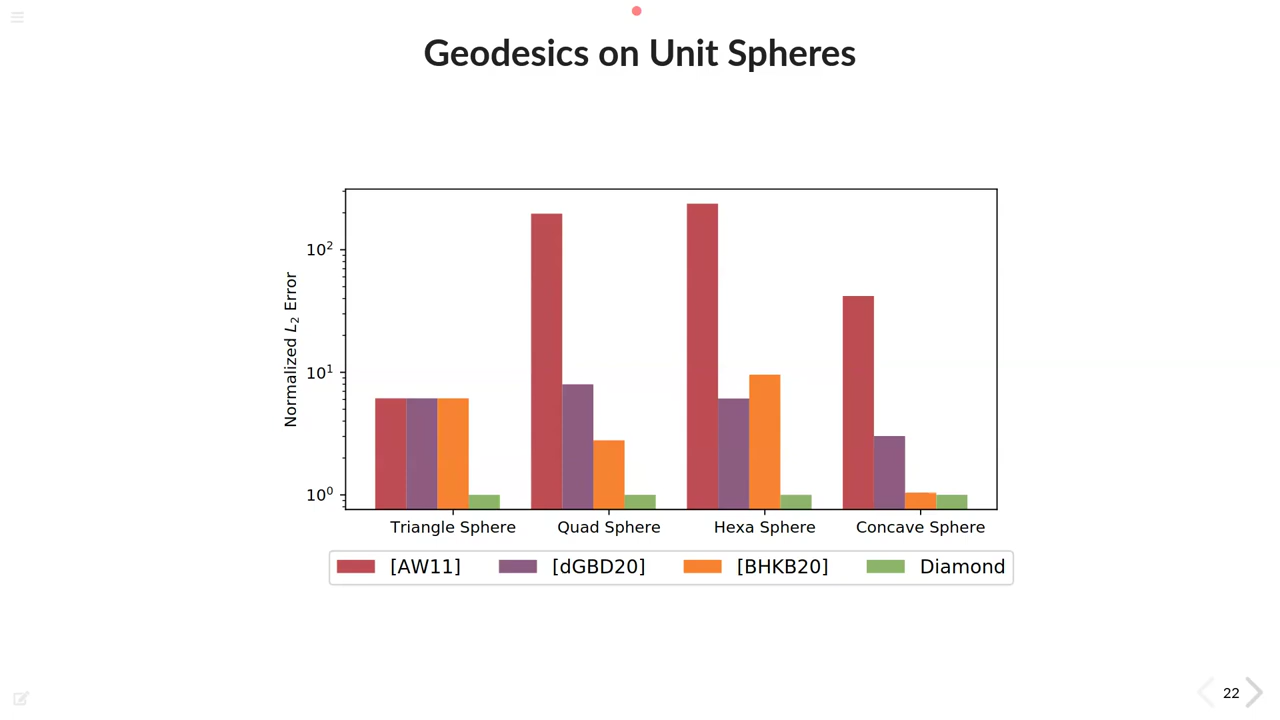 Geodesics on Unit Spheres
Normalized L₂ Error
10²
10¹
10⁰
Triangle Sphere Quad Sphere Hexa Sphere Concave Sphere
[AW11] [dGBD20] [BHKB20] Diamond
22